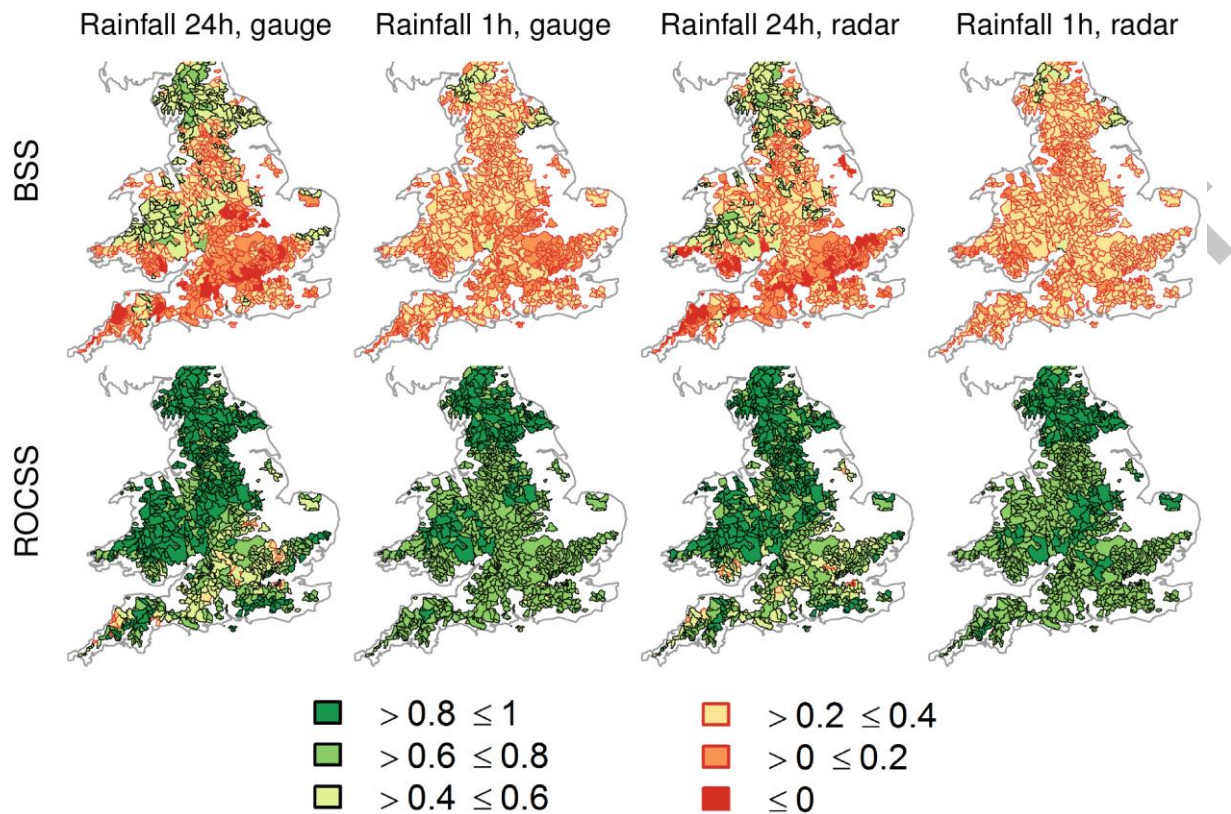 Rainfall 24h, gauge Rainfall 1h, gauge Rainfall 24h, radar Rainfall 1h, radar
BSS
ROCSS
> 0.8 ≤ 1 > 0.2 ≤ 0.4
> 0.6 ≤ 0.8 > 0 ≤ 0.2
> 0.4 ≤ 0.6 ≤ 0